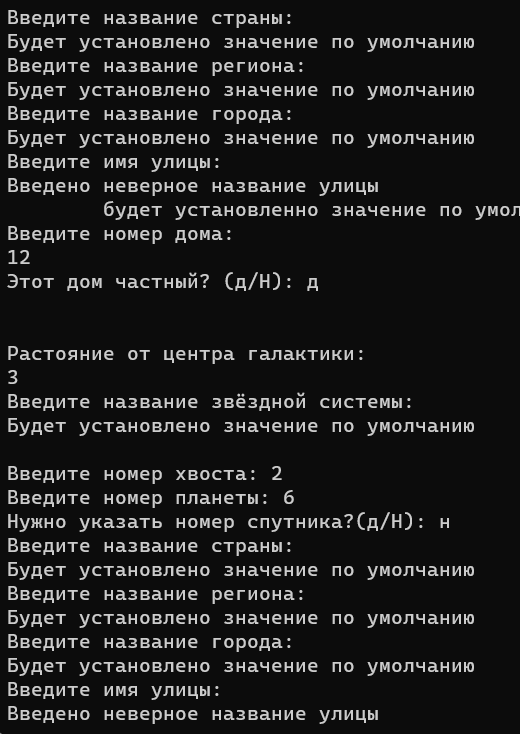 Введите название страны:
Будет установлено значение по умолчанию
Введите название региона:
Будет установлено значение по умолчанию
Введите название города:
Будет установлено значение по умолчанию
Введите имя улицы:
Введено неверное название улицы
будет установленно значение по умол
Введите номер дома:
12
Этот дом частный? (д/Н): д
Растояние от центра галактики:
3
Введите название звёздной системы:
Будет установлено значение по умолчанию
Введите номер хвоста: 2
Введите номер планеты: 6
Нужно указать номер спутника?(д/Н): н
Введите название страны:
Будет установлено значение по умолчанию
Введите название региона:
Будет установлено значение по умолчанию
Введите название города:
Будет установлено значение по умолчанию
Введите имя улицы:
Введено неверное название улицы